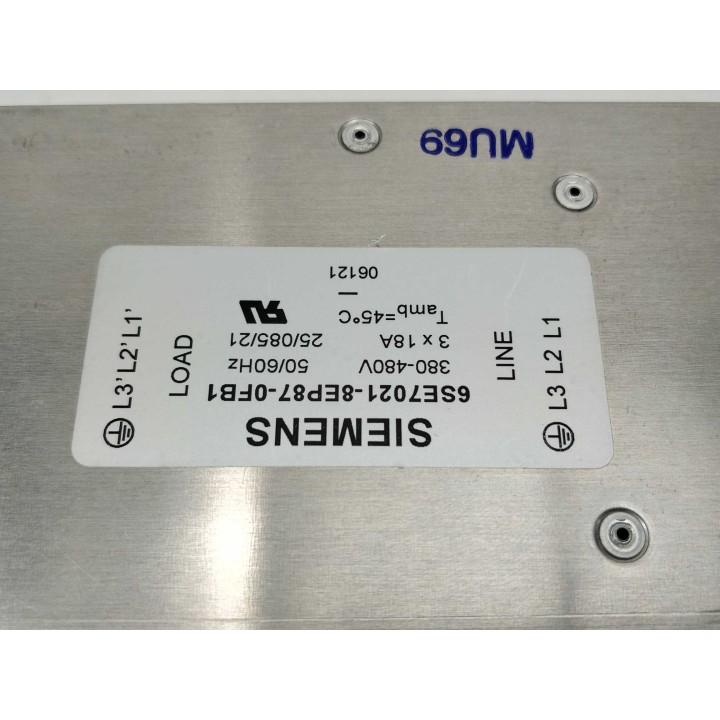 SIEMENS
6SE7021-8EP87-0FB1
380-480V 50/60Hz
3 x 18A 25/085/21
Tamb=45°C
06121
LINE
L3 L2 L1
LOAD
L3' L2' L1'
MU69